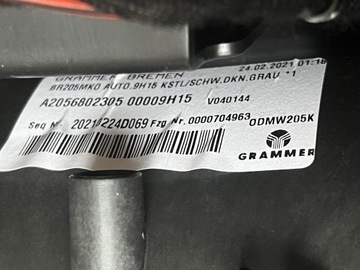 GRAMMER BREMEN 24.02.2021 01:18
BR205MKO AUTO.9H15 KSTL/SCHW.DKN.GRAU *1
A2056802305 00009H15 V040144
Seq Nr. 2021/224D069 Fzg Nr. 0000704963 ODMW205K
GRAMMER